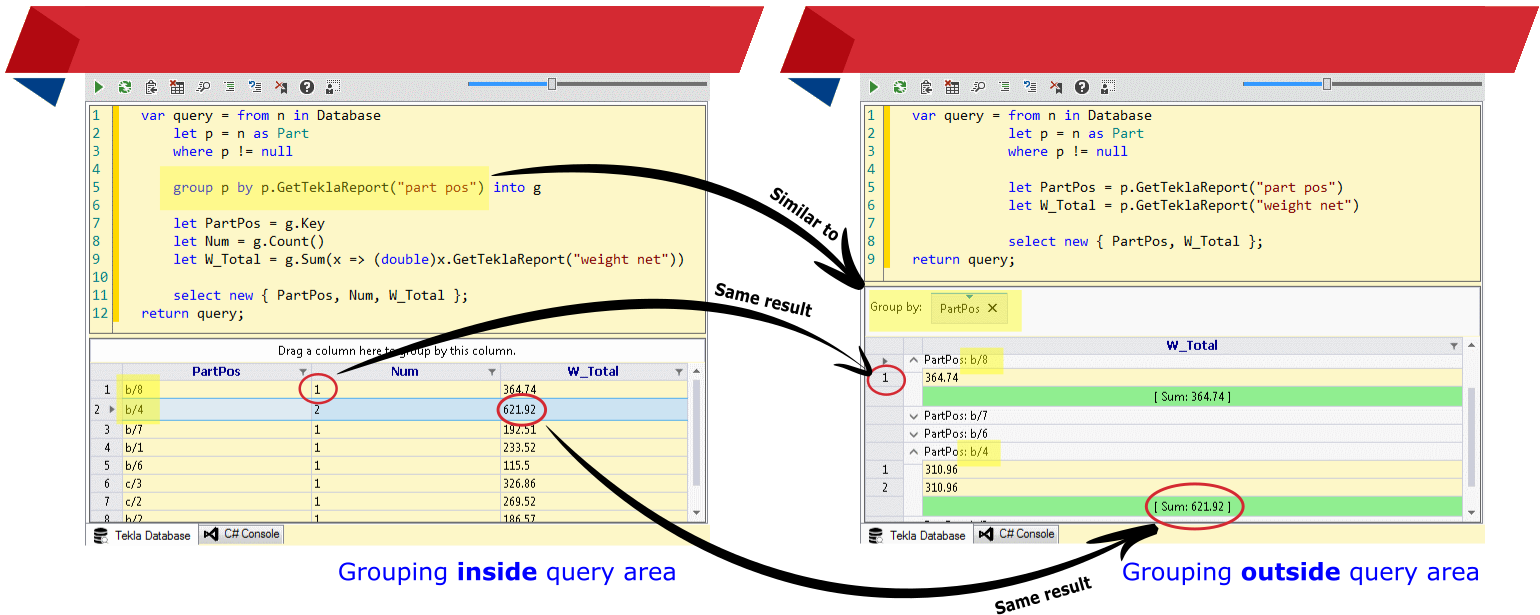 1 var query = from n in Database
2 let p = n as Part
3 where p != null
4
5 group p by p.GetTeklaReport("part pos") into g
6
7 let PartPos = g.Key
8 let Num = g.Count()
9 let W_Total = g.Sum(x => (double)x.GetTeklaReport("weight net"))
10
11 select new { PartPos, Num, W_Total };
12 return query;
Drag a column here to group by this column.
PartPos Num W_Total
1 b/8 1 364.74
2 b/4 2 621.92
3 b/7 1 192.51
4 b/1 1 233.52
5 b/6 1 115.5
6 c/3 1 326.86
7 c/2 1 269.52
8 b/2 1 186.57
Tekla Database C# Console
Grouping inside query area
Similar to
Same result
Same result
1 var query = from n in Database
2 let p = n as Part
3 where p != null
4
5 let PartPos = p.GetTeklaReport("part pos")
6 let W_Total = p.GetTeklaReport("weight net")
7
8 select new { PartPos, W_Total };
9 return query;
Group by: PartPos
W_Total
PartPos: b/8
1 364.74
[ Sum: 364.74 ]
PartPos: b/7
PartPos: b/6
PartPos: b/4
1 310.96
2 310.96
[ Sum: 621.92 ]
Tekla Database C# Console
Grouping outside query area